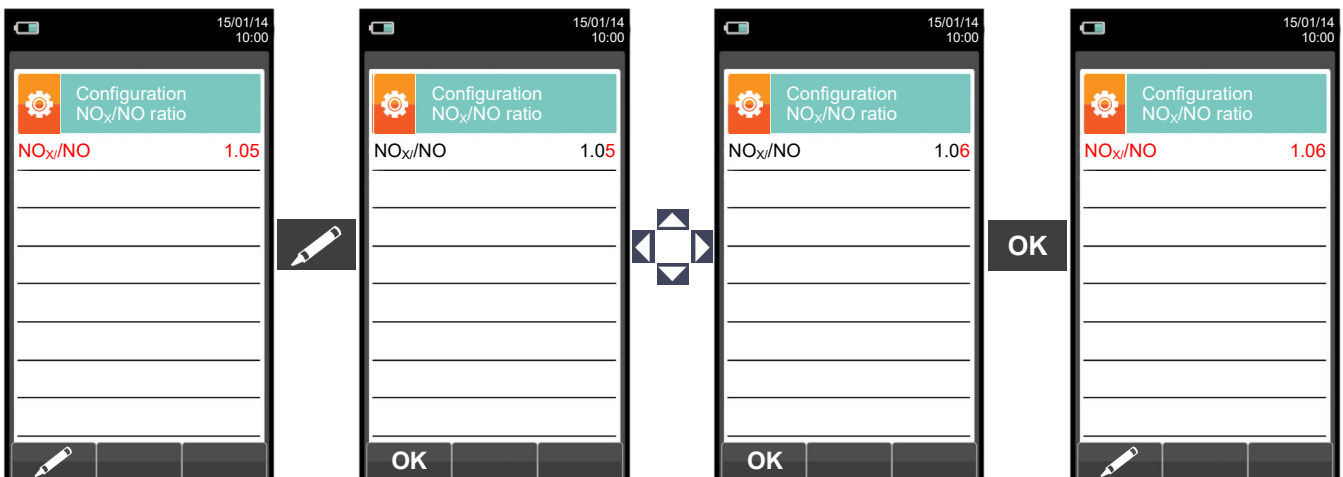 15/01/14
10:00
Configuration
NOX/NO ratio
NOX//NO 1.05
15/01/14
10:00
Configuration
NOX/NO ratio
NOX//NO 1.05
OK
15/01/14
10:00
Configuration
NOX/NO ratio
NOX//NO 1.06
OK
OK
15/01/14
10:00
Configuration
NOX/NO ratio
NOX//NO 1.06